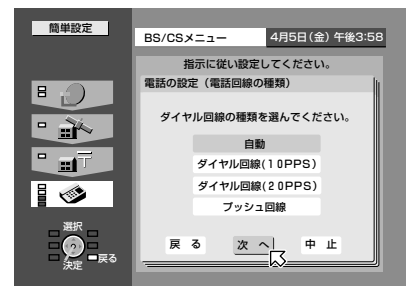 簡単設定
BS/CSメニュー
4月5日(金) 午後3:58
指示に従い設定してください。
電話の設定（電話回線の種類）
ダイヤル回線の種類を選んでください。
自動
ダイヤル回線(10PPS)
ダイヤル回線(20PPS)
プッシュ回線
戻 る
次 へ
中 止
選択
?
戻る
決定